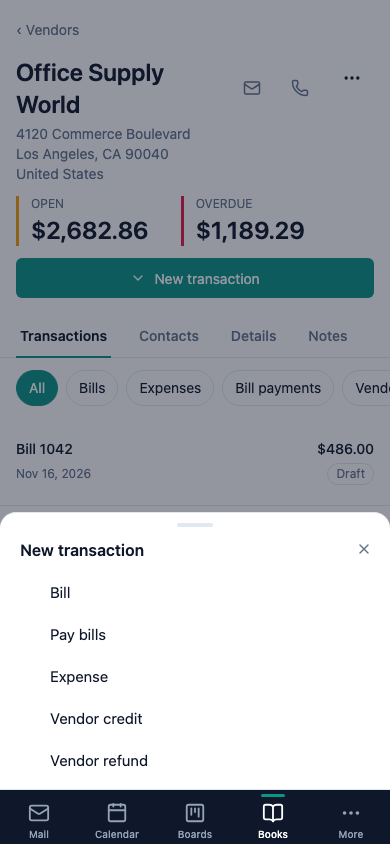 ‹ Vendors
Office Supply
World
4120 Commerce Boulevard
Los Angeles, CA 90040
United States
OPEN
$2,682.86
OVERDUE
$1,189.29
New transaction
Transactions Contacts Details Notes
All Bills Expenses Bill payments
Bill 1042 $486.00
Nov 16, 2026 Draft
New transaction
Bill
Pay bills
Expense
Vendor credit
Vendor refund
Mail Calendar Boards Books More